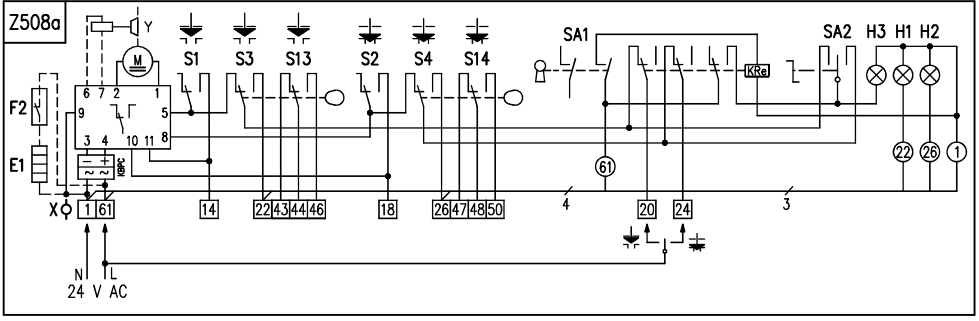 Z508a
Y
M
S1 S3 S13 S2 S4 S14 SA1 KRe SA2 H3 H1 H2
F2
E1
6 7 2 1
9 5
8
3 4 10 11
− +
~ ~
KBPC
61 22 26 1
X 1 61 14 22 43 44 46 18 26 47 48 50 4 20 24 3
N L
24 V AC